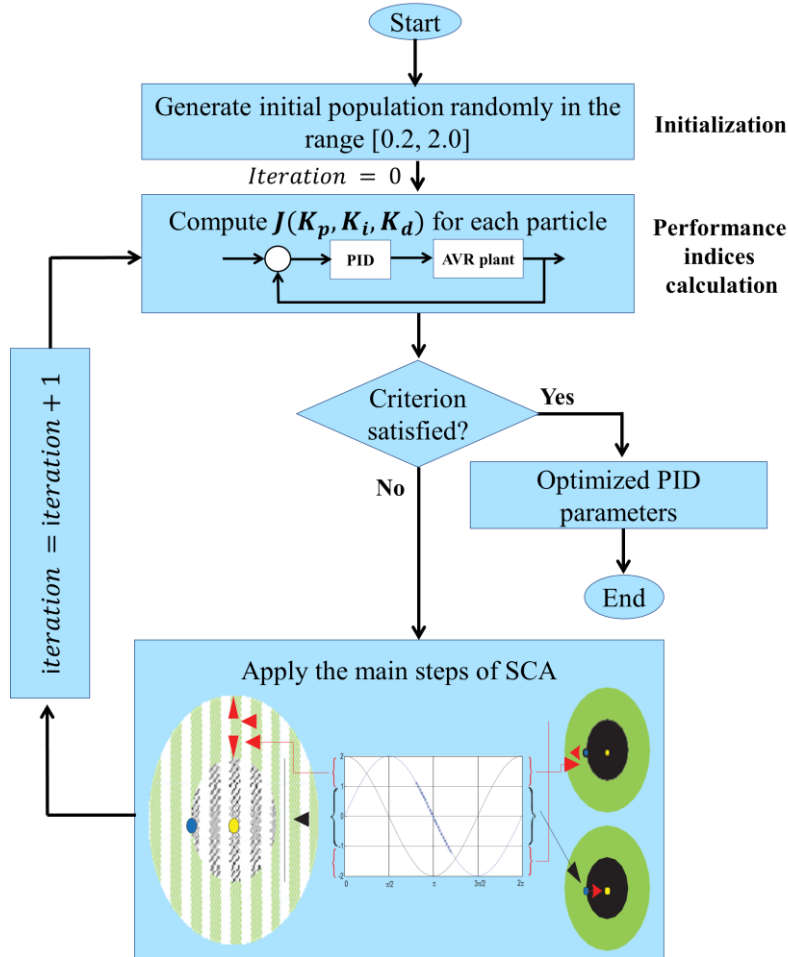 Start
Generate initial population randomly in the
range [0.2, 2.0]
Initialization
Iteration = 0
Compute J(Kp, Ki, Kd) for each particle
PID
AVR plant
Performance
indices
calculation
Criterion
satisfied?
Yes
No
Optimized PID
parameters
End
iteration = iteration + 1
Apply the main steps of SCA
2
1
0
-1
-2
0
π/2
π
3π/2
2π